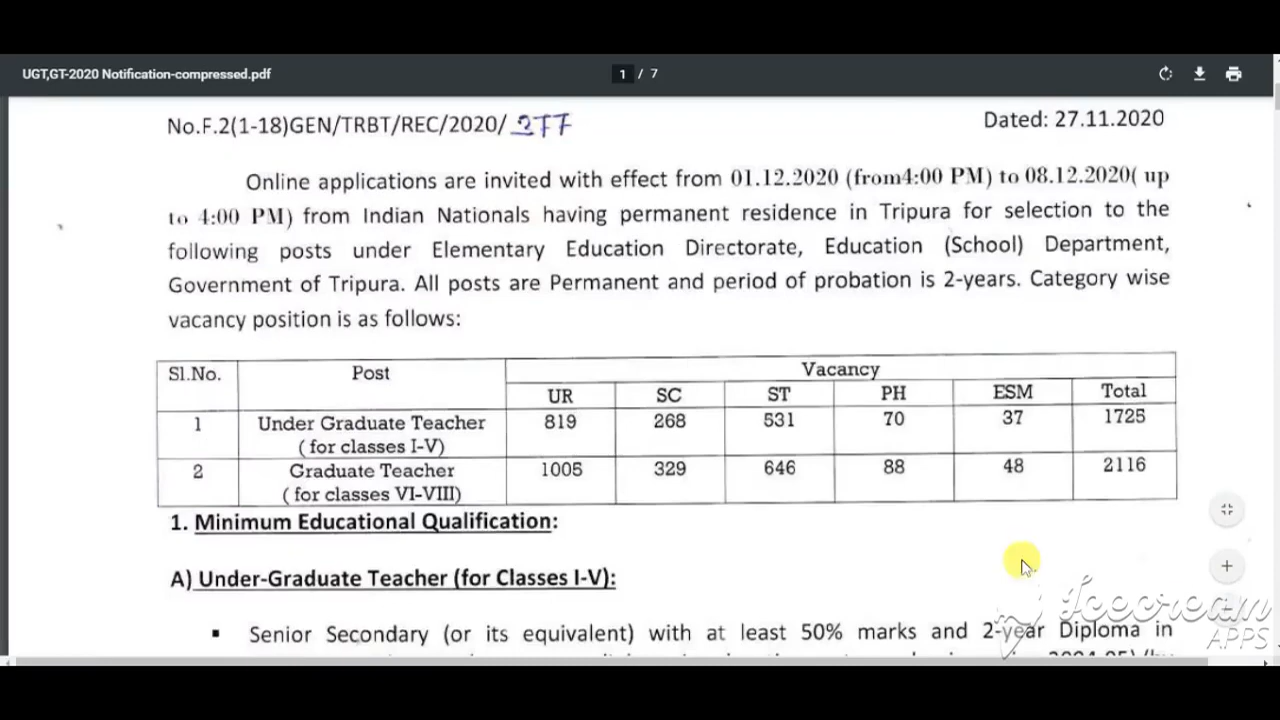 UGT,GT-2020 Notification-compressed.pdf
1 / 7
No.F.2(1-18)GEN/TRBT/REC/2020/ 277
Dated: 27.11.2020
Online applications are invited with effect from 01.12.2020 (from4:00 PM) to 08.12.2020( up
to 4:00 PM) from Indian Nationals having permanent residence in Tripura for selection to the
following posts under Elementary Education Directorate, Education (School) Department,
Government of Tripura. All posts are Permanent and period of probation is 2-years. Category wise
vacancy position is as follows:
Sl.No. Post Vacancy
UR SC ST PH ESM Total
1 Under Graduate Teacher 819 268 531 70 37 1725
( for classes I-V)
2 Graduate Teacher 1005 329 646 88 48 2116
( for classes VI-VIII)
1. Minimum Educational Qualification:
A) Under-Graduate Teacher (for Classes I-V):
▪ Senior Secondary (or its equivalent) with at least 50% marks and 2-year Diploma in
Icecream
APPS